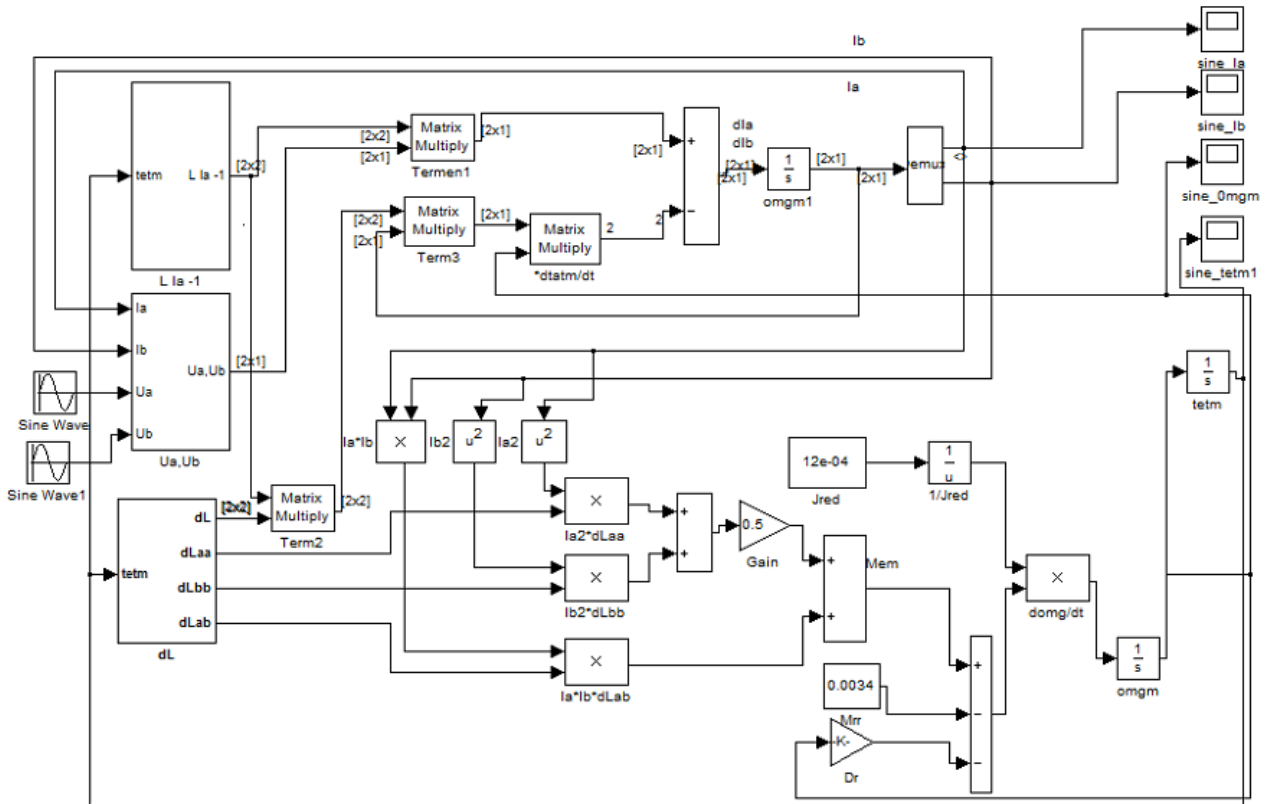 Ib
sine_Ia
Ia
sine_Ib
sine_0mgm
sine_tetm1
tetm
L Ia -1
[2x2]
L Ia -1
[2x2]
[2x1]
Matrix
Multiply
[2x1]
Termen1
[2x2]
[2x1]
Matrix
Multiply
[2x1]
Term3
Matrix
Multiply
2
*dtatm/dt
+
[2x1]
−
2
dIa
dIb
[2x1]
[2x1]
1
s
[2x1]
omgm1
[2x1]
emux
<>
Ia
Ib
Ua
Ub
Ua,Ub
[2x1]
Ua,Ub
Sine Wave
Sine Wave1
tetm
dL
dLaa
dLbb
dLab
dL
[2x2]
Matrix
Multiply
[2x2]
Term2
Ia*Ib
×
Ib2
u²
Ia2
u²
×
Ia2*dLaa
×
Ib2*dLbb
×
Ia*Ib*dLab
+
+
0.5
Gain
+
+
Mem
12e-04
Jred
1
u
1/Jred
1
s
tetm
×
domg/dt
1
s
omgm
0.0034
Mrr
-K-
Dr
+
−
−